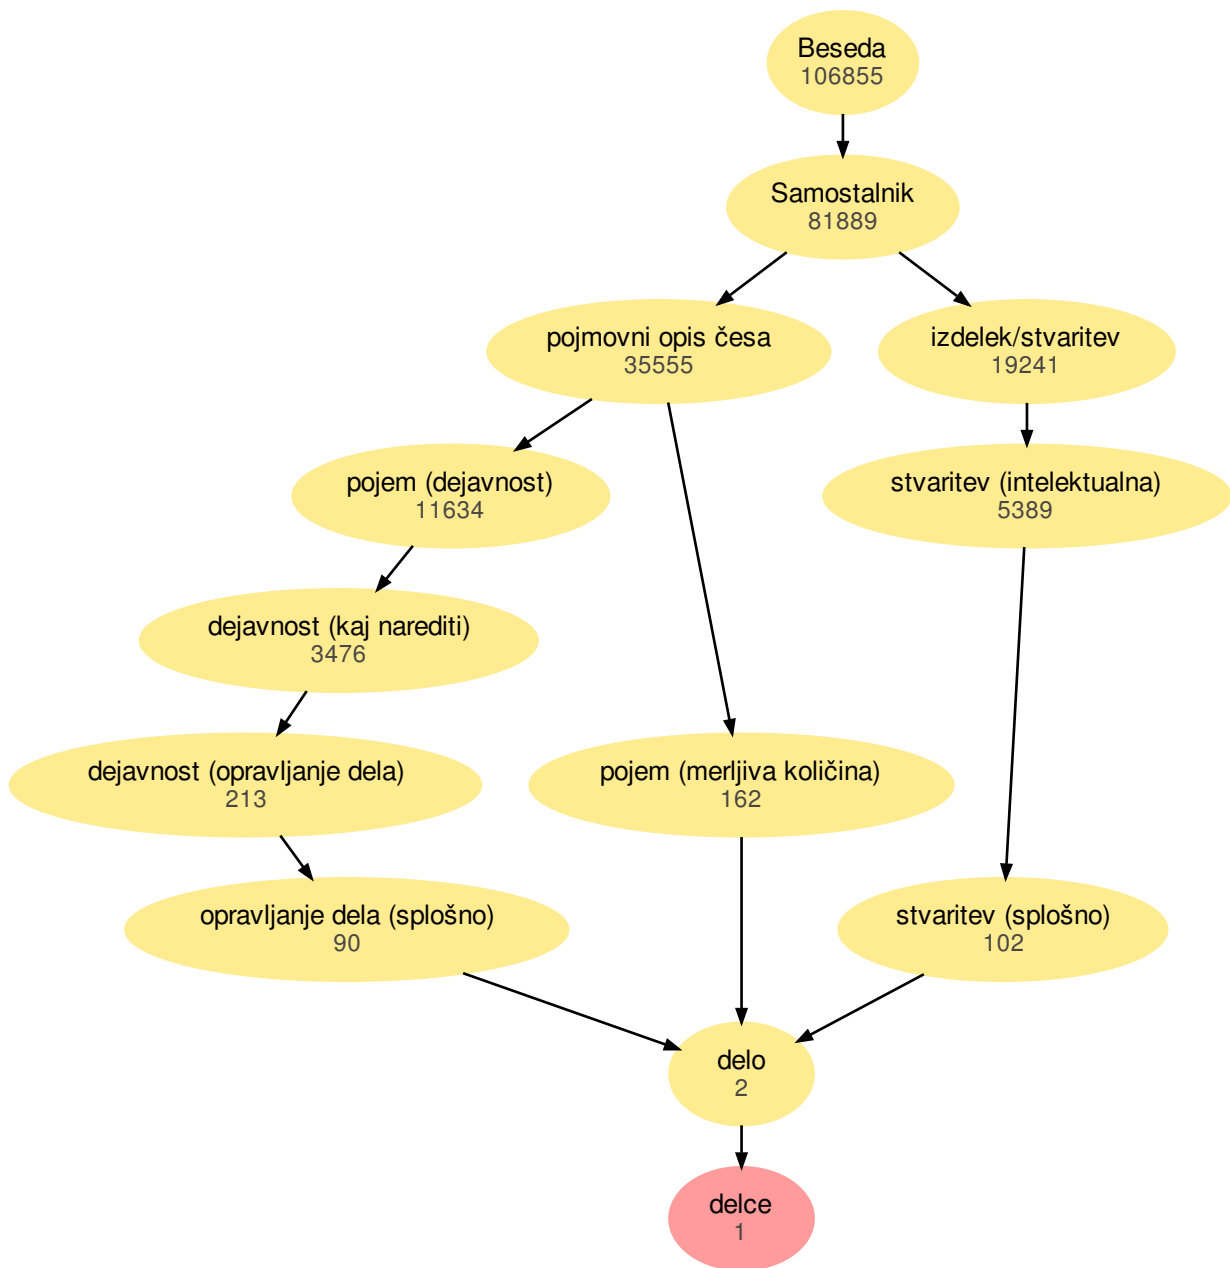 Beseda
106855
Samostalnik
81889
pojmovni opis česa
35555
izdelek/stvaritev
19241
pojem (dejavnost)
11634
stvaritev (intelektualna)
5389
dejavnost (kaj narediti)
3476
dejavnost (opravljanje dela)
213
pojem (merljiva količina)
162
opravljanje dela (splošno)
90
stvaritev (splošno)
102
delo
2
delce
1